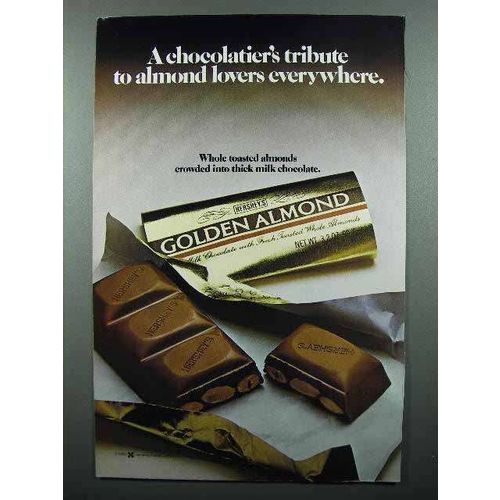 A chocolatier's tribute
to almond lovers everywhere.
Whole toasted almonds
crowded into thick milk chocolate.
HERSHEY'S
GOLDEN ALMOND
Milk Chocolate with Fresh Toasted Whole Almonds
NET WT.
HERSHEY'S
HERSHEY'S
HERSHEY'S
HERSHEY'S